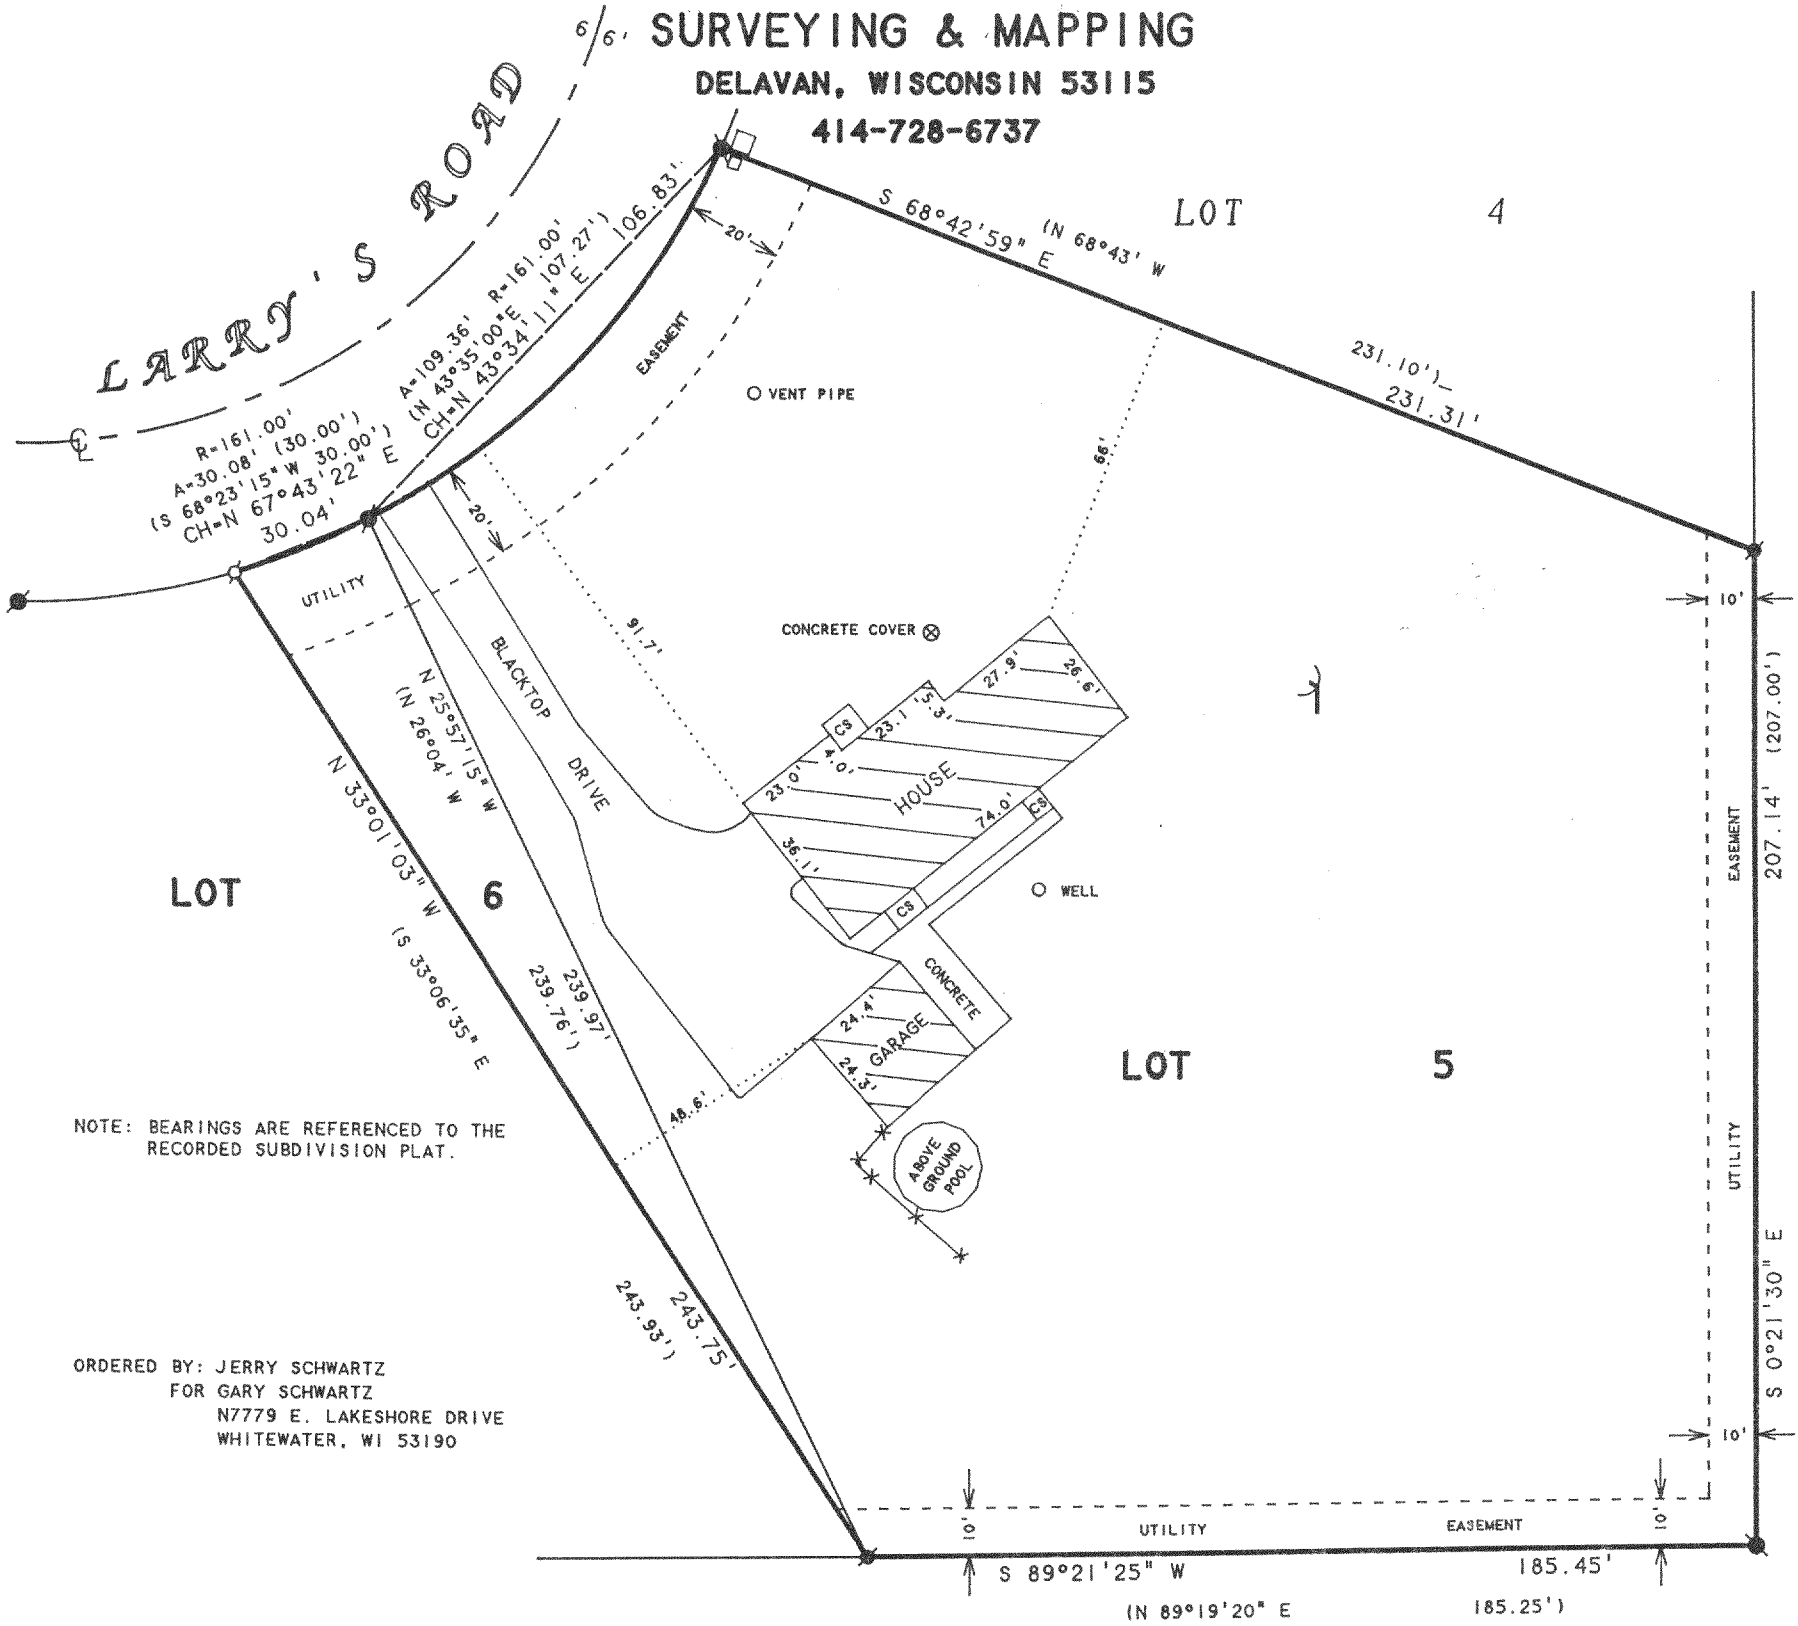 SURVEYING & MAPPING
DELAVAN, WISCONSIN 53115
414-728-6737
66'
LARRY'S ROAD
℄
R=161.00'
A=109.36'
(N 43°35'00"E 107.27')
CH=N 43°34'11" E 106.83'
R=161.00'
A=30.08' (30.00')
(S 68°23'15"W 30.00')
CH=N 67°43'22" E
30.04'
S 68°42'59" E
(N 68°43' W
231.10')
231.31'
LOT 4
20'
EASEMENT
VENT PIPE
66'
20'
UTILITY
91.7'
BLACKTOP DRIVE
CONCRETE COVER
10'
27.9'
26.6'
5.3'
23.1'
CS
4.0'
23.0'
HOUSE
74.0'
CS
36.1'
CS
WELL
N 25°57'15" W
(N 26°04' W
239.97'
239.76')
N 33°01'03" W
(S 33°06'35" E
243.75'
243.93')
LOT 6
CONCRETE
24.4'
GARAGE
24.3'
48.6'
ABOVE
GROUND
POOL
LOT 5
EASEMENT
UTILITY
207.14' (207.00')
S 0°21'30" E
10'
NOTE: BEARINGS ARE REFERENCED TO THE
RECORDED SUBDIVISION PLAT.
ORDERED BY: JERRY SCHWARTZ
FOR GARY SCHWARTZ
N7779 E. LAKESHORE DRIVE
WHITEWATER, WI 53190
10'
UTILITY EASEMENT
10'
S 89°21'25" W 185.45'
(N 89°19'20" E 185.25')